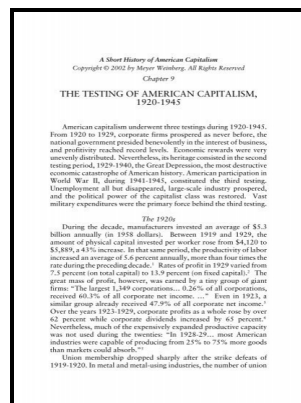 A Short History of American Capitalism
Copyright © 2002 by Meyer Weinberg. All Rights Reserved
Chapter 9
THE TESTING OF AMERICAN CAPITALISM,
1920-1945
American capitalism underwent three testings during 1920-1945.
From 1920 to 1929, corporate firms prospered as never before, the
national government presided benevolently in the interest of business,
and profitivity reached record levels. Economic rewards were very
unevenly distributed. Nevertheless, its heritage consisted in the second
testing period, 1929-1940, the Great Depression, the most destructive
economic catastrophe of American history. American participation in
World War II, during 1941-1945, constituted the third testing.
Unemployment all but disappeared, large-scale industry prospered,
and the political power of the capitalist class was restored. Vast
military expenditures were the primary force behind the third testing.
The 1920s
During the decade, manufacturers invested an average of $5.3
billion annually (in 1958 dollars). Between 1919 and 1929, the
amount of physical capital invested per worker rose from $4,120 to
$5,889, a 43% increase. In that same period, the productivity of labor
increased an average of 5.6 percent annually, more than four times the
rate during the preceding decade.¹ Rates of profit in 1929 varied from
7.5 percent (on total capital) to 13.9 percent (on fixed capital).² The
great mass of profit, however, was earned by a tiny group of giant
firms: "The largest 1,349 corporations... 0.26% of all corporations,
received 60.3% of all corporate net income. ..." Even in 1923, a
similar group already received 47.9% of all corporate net income.³
Over the years 1923-1929, corporate profits as a whole rose by over
62 percent while corporate dividends increased by 65 percent.⁴
Nevertheless, much of the expensively expanded productive capacity
was not used during the twenties: "In 1928-29... most American
industries were capable of producing from 25% to 75% more goods
than markets could absorb."⁵
Union membership dropped sharply after the strike defeats of
1919-1920. In metal and metal-using industries, the number of union